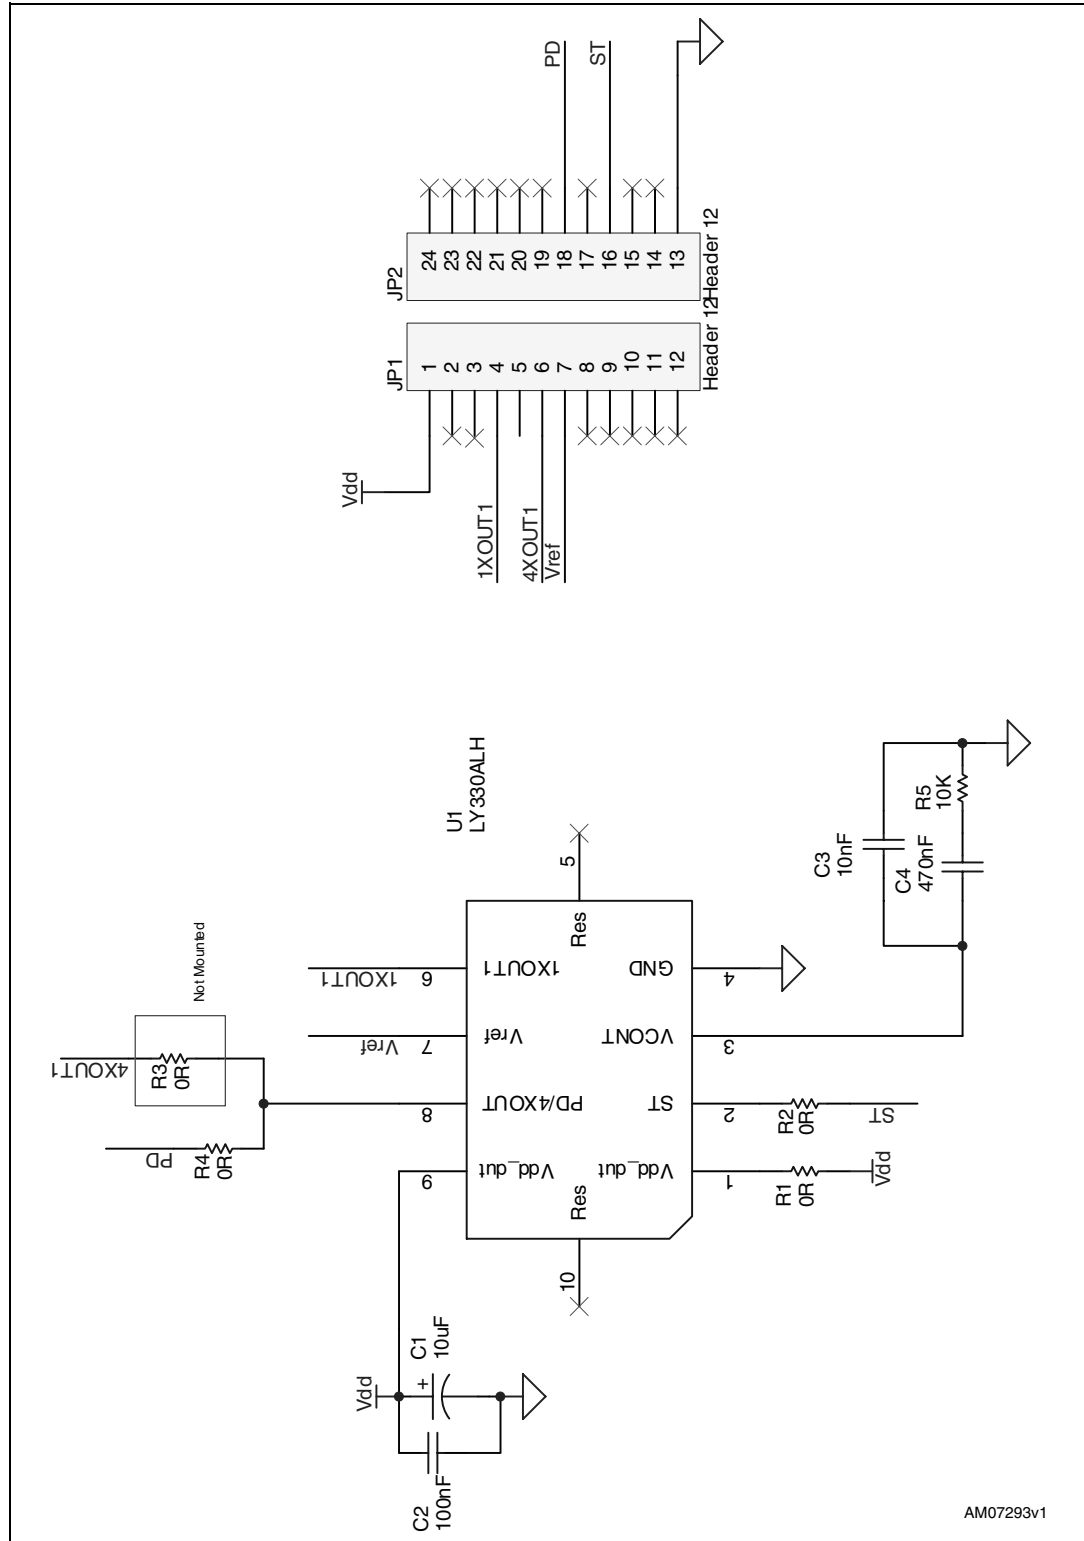 PD
ST
24
23
22
21
20
19
18
17
16
15
14
13
JP2
Header 12
JP1
1
2
3
4
5
6
7
8
9
10
11
12
Header 12
Vdd
1XOUT1
4XOUT1
Vref
U1
LY330ALH
Not Mounted
4XOUT1
R3
0R
PD
R4
0R
1XOUT1
6
1XOUT1
Vref
7
Vref
8
PD/4XOUT
9
Vdd_dut
5
Res
10
Res
GND
4
VCONT
3
ST
2
R2
0R
ST
Vdd_dut
1
R1
0R
Vdd
C3
10nF
C4
470nF
R5
10K
Vdd
C1
10uF
+
C2
100nF
AM07293v1